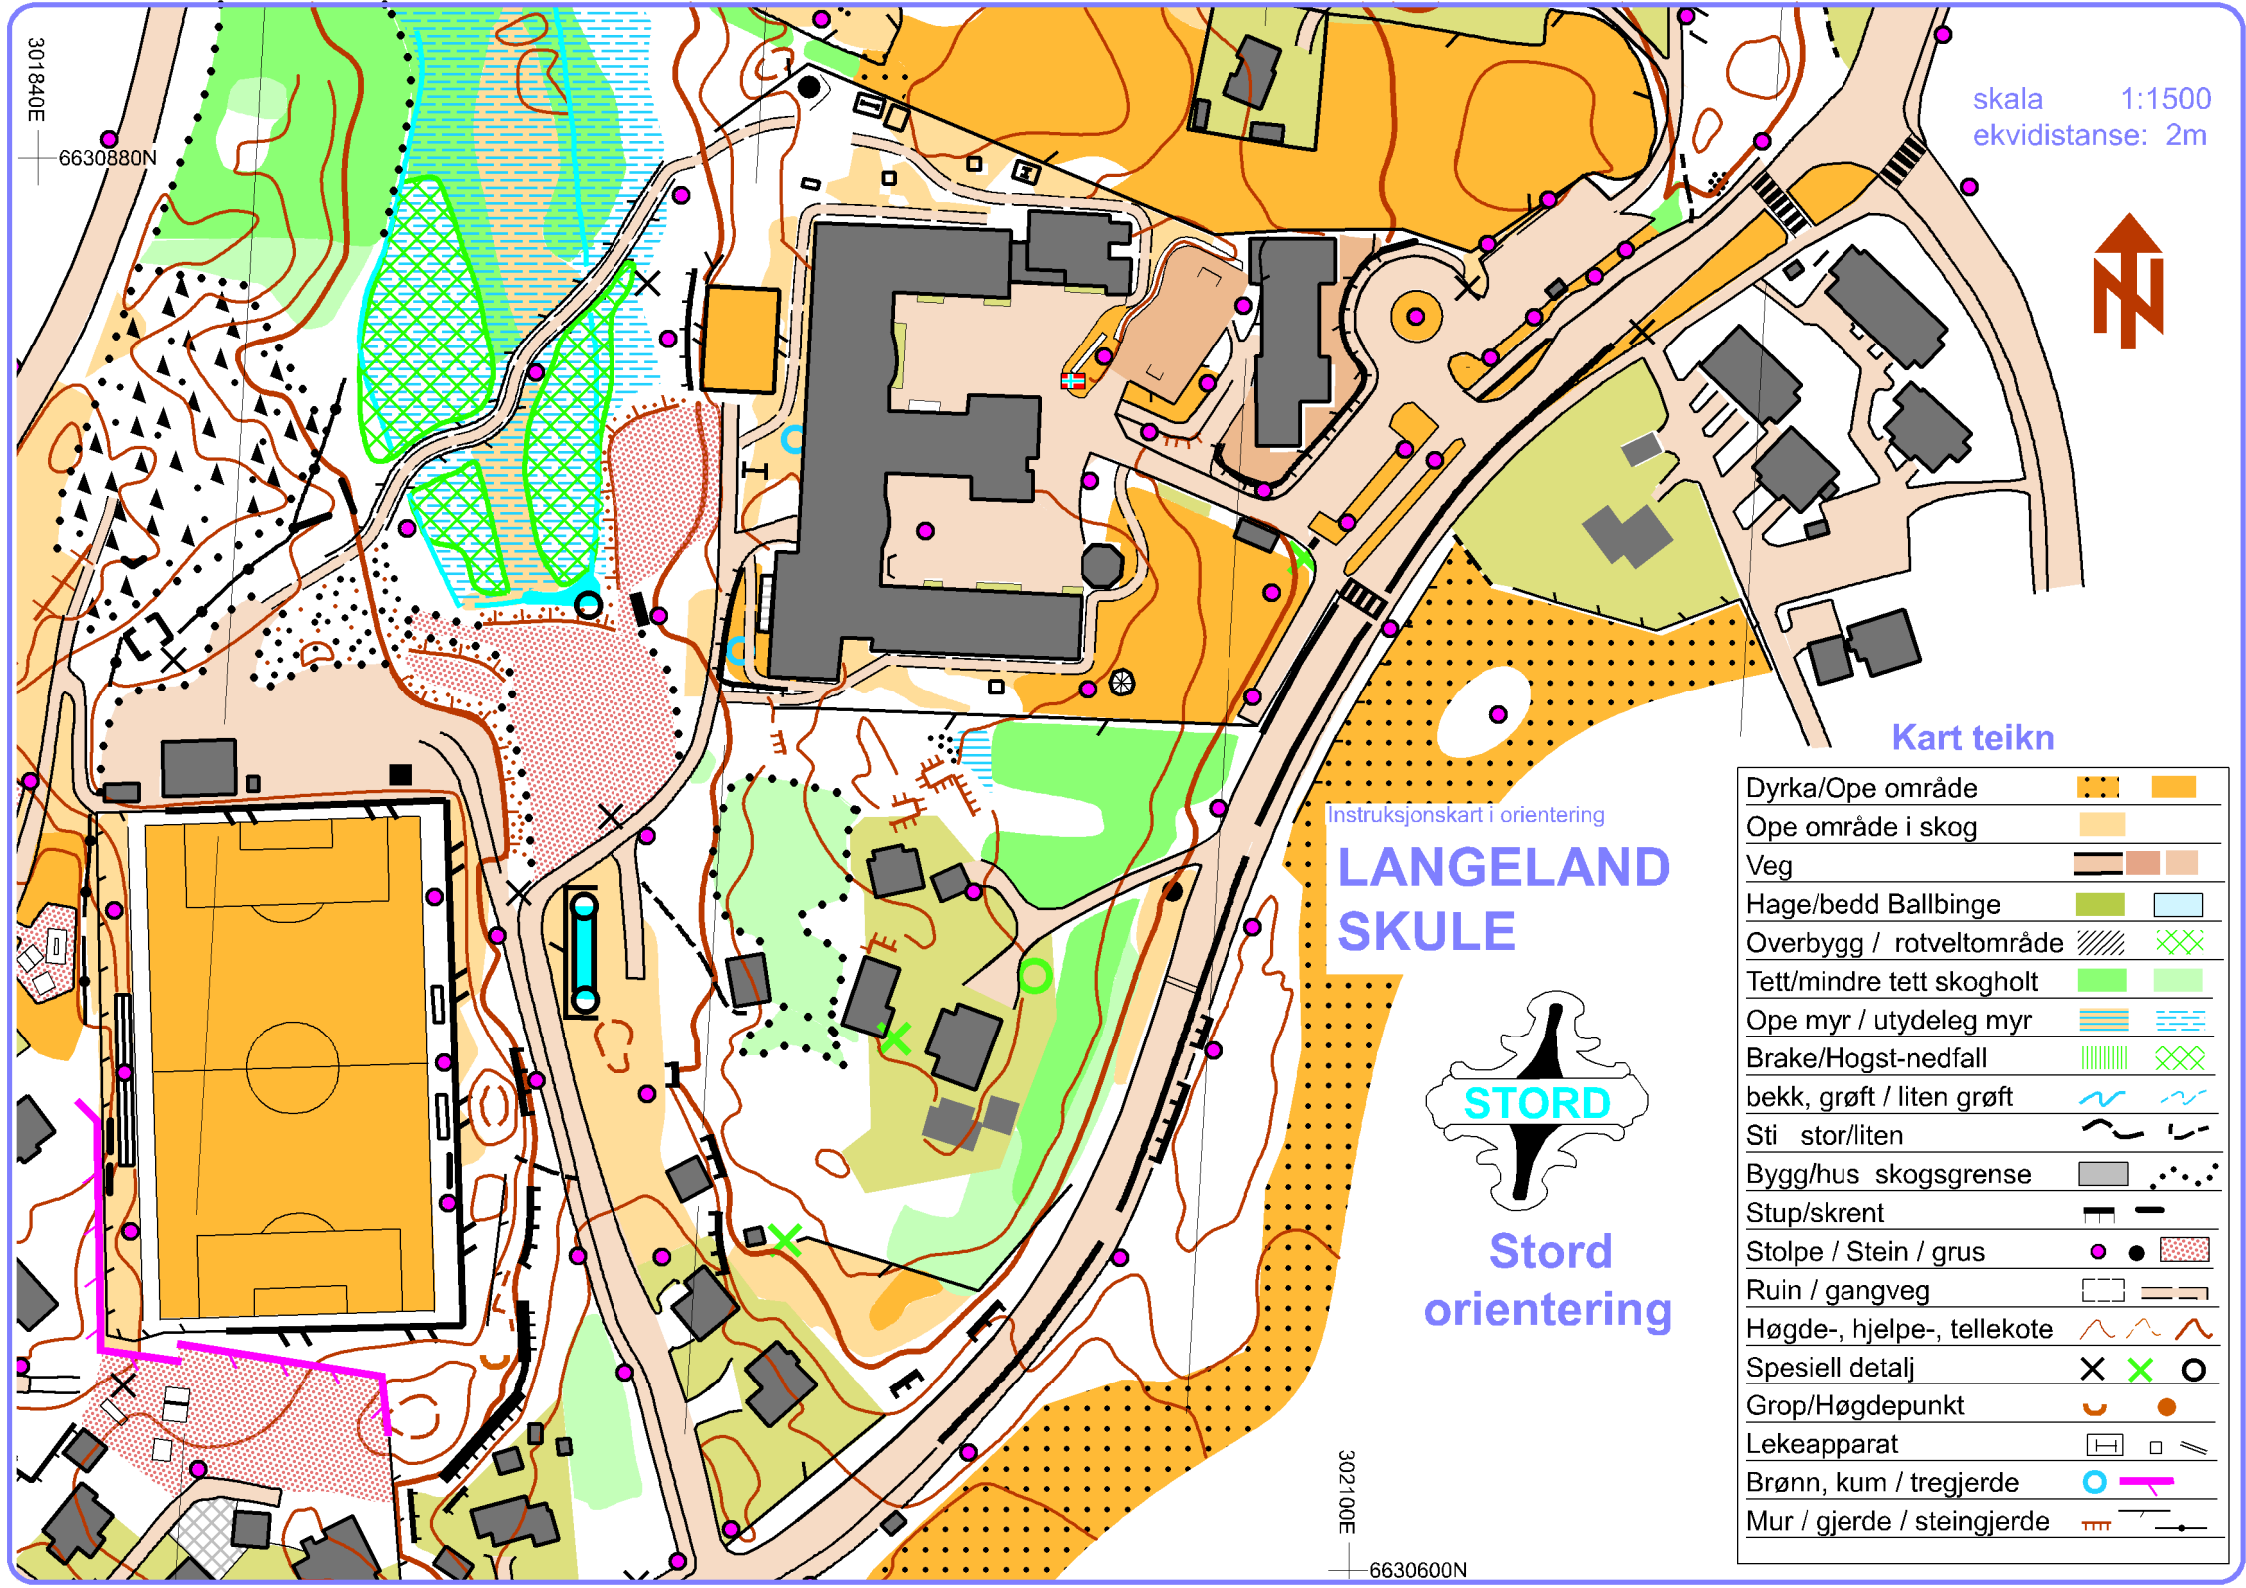 301840E
6630880N
skala 1:1500
ekvidistanse: 2m
N
Instruksjonskart i orientering
LANGELAND
SKULE
STORD
Stord
orientering
302100E
6630600N
Kart teikn
Dyrka/Ope område
Ope område i skog
Veg
Hage/bedd Ballbinge
Overbygg / rotveltområde
Tett/mindre tett skogholt
Ope myr / utydeleg myr
Brake/Hogst-nedfall
bekk, grøft / liten grøft
Sti stor/liten
Bygg/hus skogsgrense
Stup/skrent
Stolpe / Stein / grus
Ruin / gangveg
Høgde-, hjelpe-, tellekote
Spesiell detalj
Grop/Høgdepunkt
Lekeapparat
Brønn, kum / tregjerde
Mur / gjerde / steingjerde